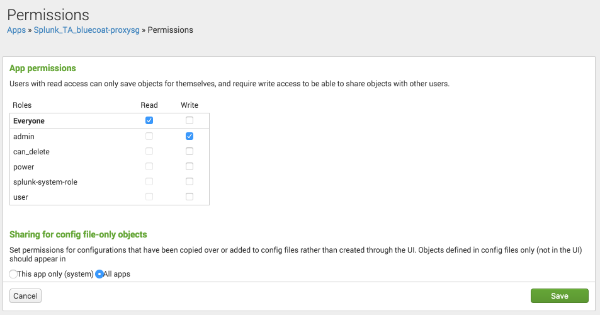 Permissions
Apps » Splunk_TA_bluecoat-proxysg » Permissions
App permissions
Users with read access can only save objects for themselves, and require write access to be able to share objects with other users.
Roles Read Write
Everyone
admin
can_delete
power
splunk-system-role
user
Sharing for config file-only objects
Set permissions for configurations that have been copied over or added to config files rather than created through the UI. Objects defined in config files only (not in the UI)
should appear in
This app only (system) All apps
Cancel Save